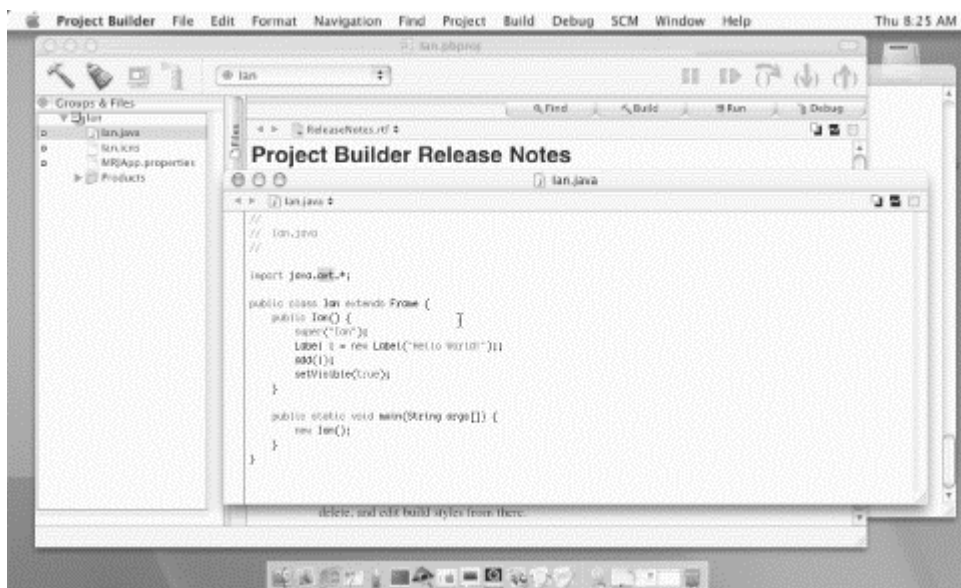 Project Builder File Edit Format Navigation Find Project Build Debug SCM Window Help Thu 8:25 AM
Ian.pbproj
Ian
Groups & Files
Ian
Ian.java
Ian.icns
MRJApp.properties
Products
Files
Find Build Run Debug
ReleaseNotes.rtf
Project Builder Release Notes
Ian.java
Ian.java
//
// Ian.java
//
import java.awt.*;
public class Ian extends Frame {
public Ian() {
super("Ian");
Label l = new Label("Hello World!");
add(l);
setVisible(true);
}
public static void main(String args[]) {
new Ian();
}
}
delete, and edit build styles from there.